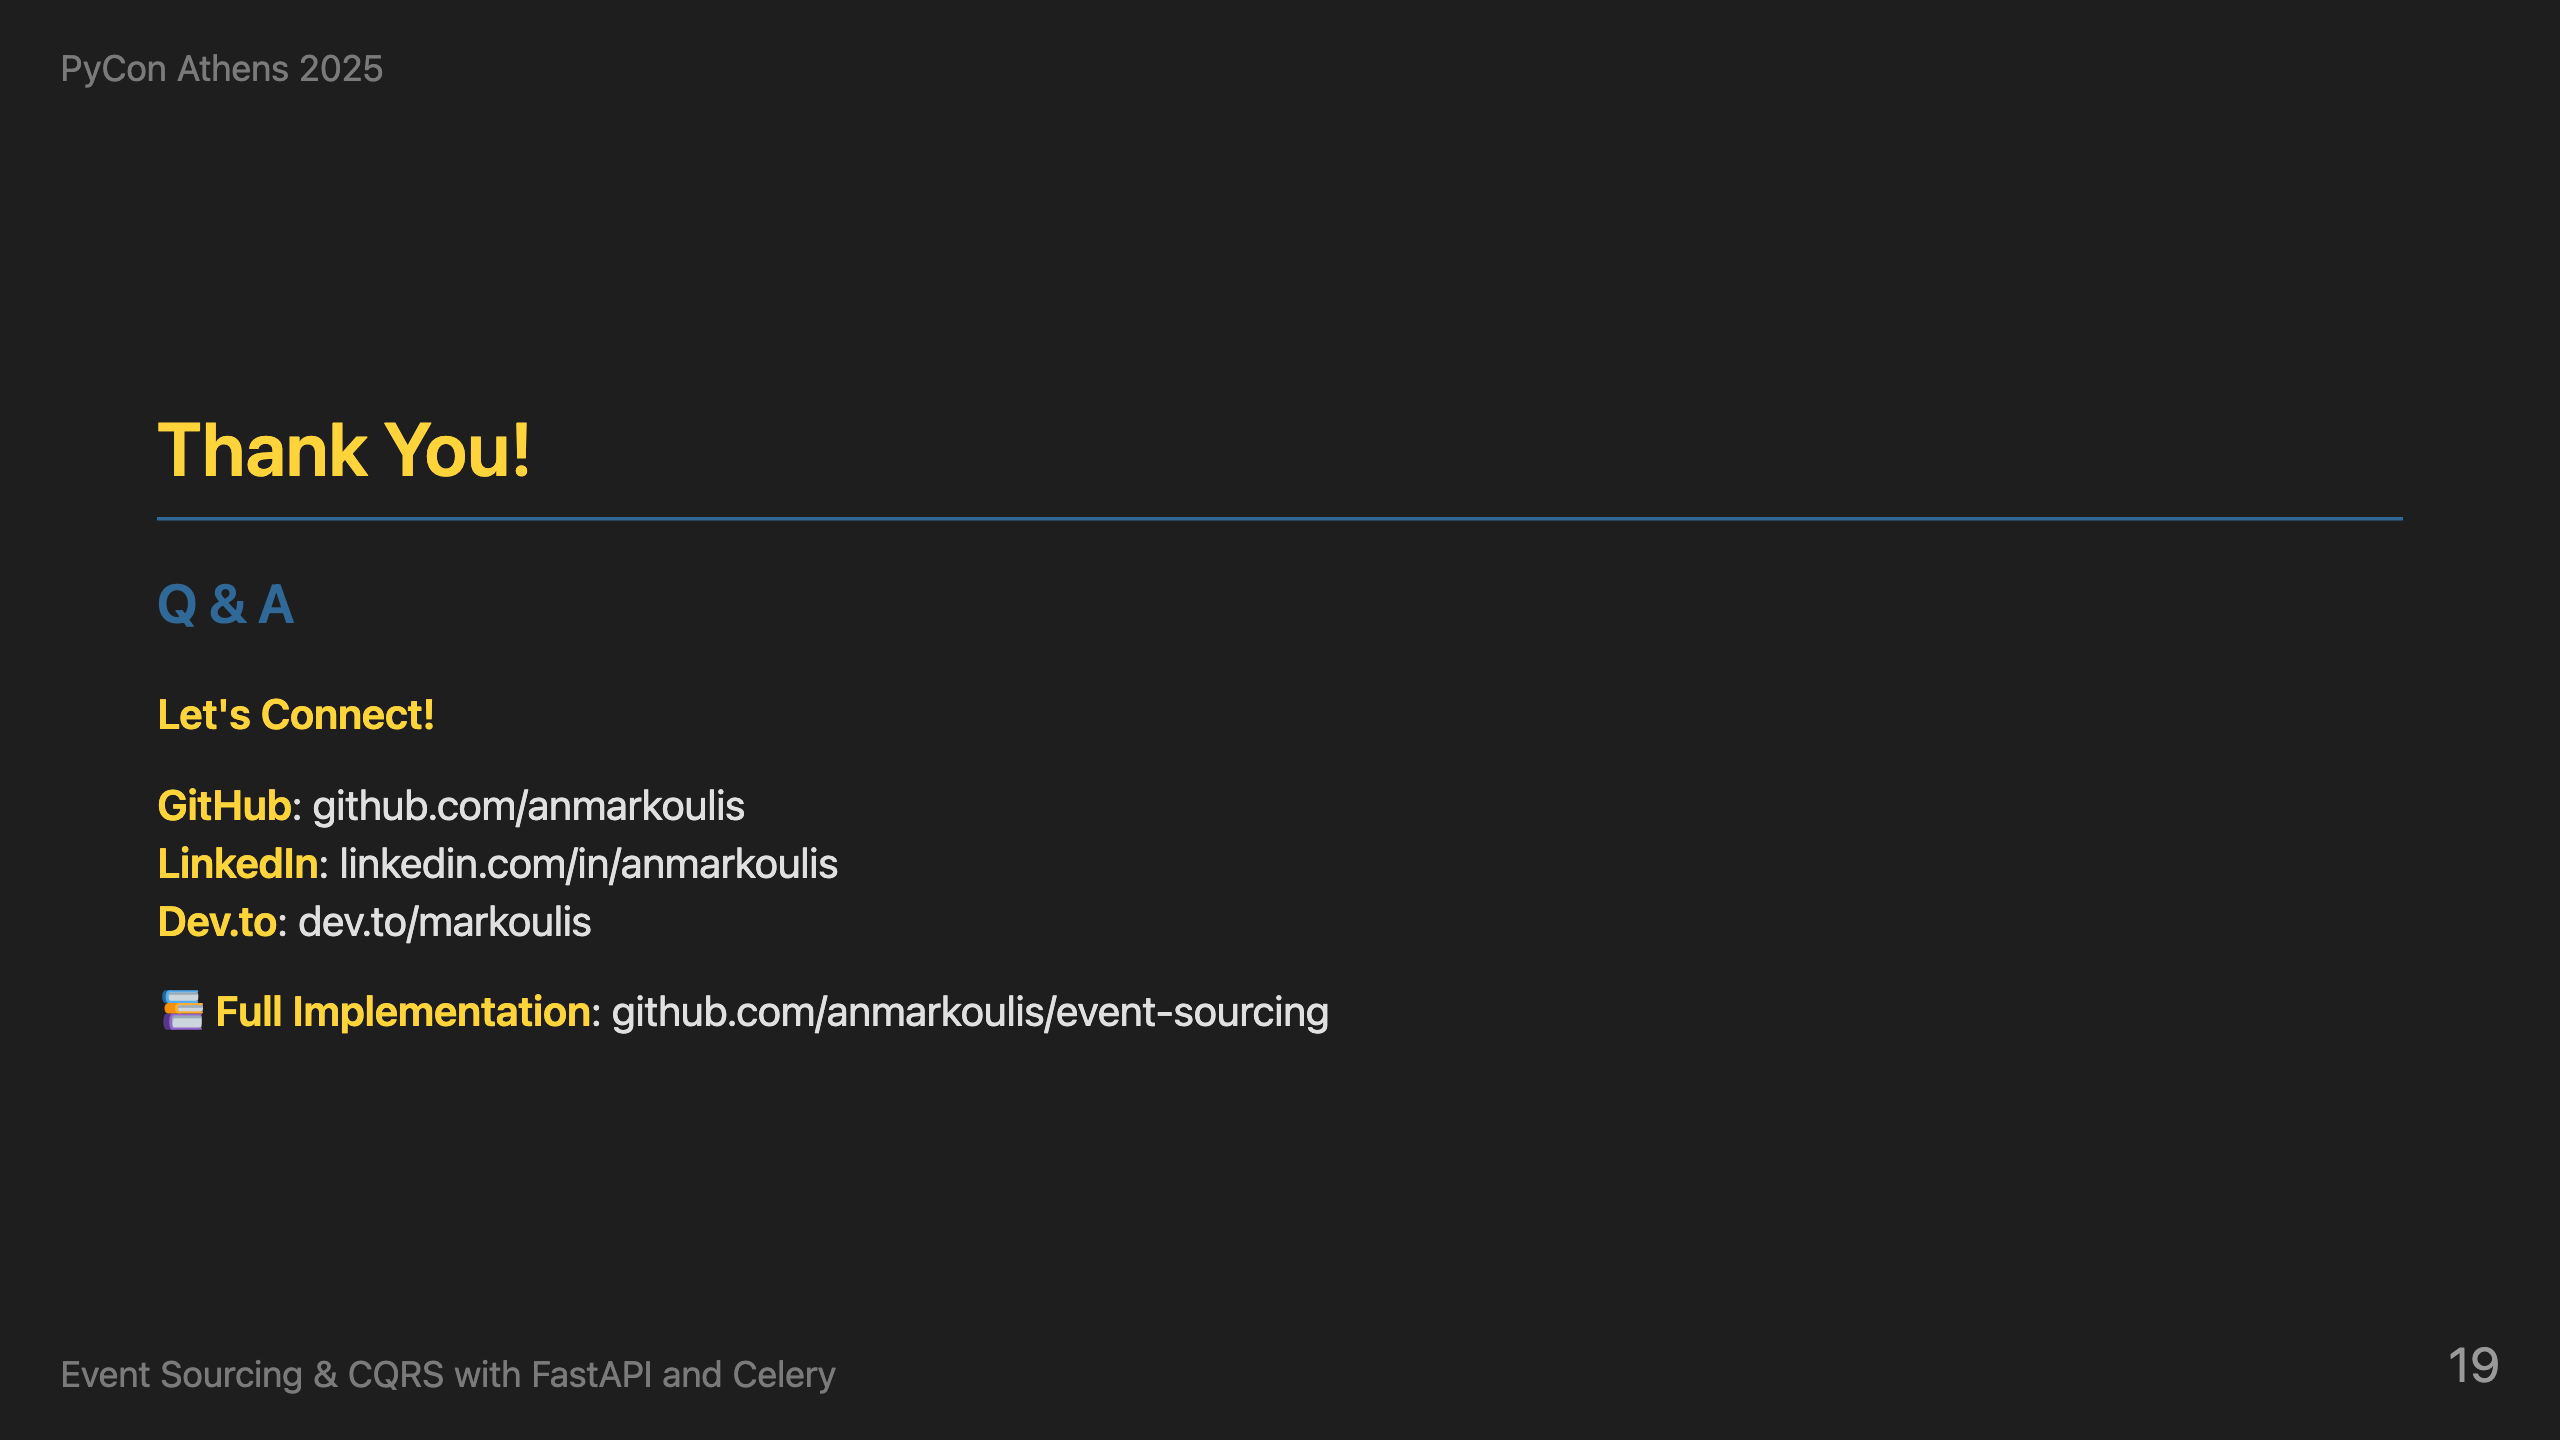 PyCon Athens 2025
Thank You!
Q & A
Let's Connect!
GitHub: github.com/anmarkoulis
LinkedIn: linkedin.com/in/anmarkoulis
Dev.to: dev.to/markoulis
📚 Full Implementation: github.com/anmarkoulis/event-sourcing
Event Sourcing & CQRS with FastAPI and Celery
19